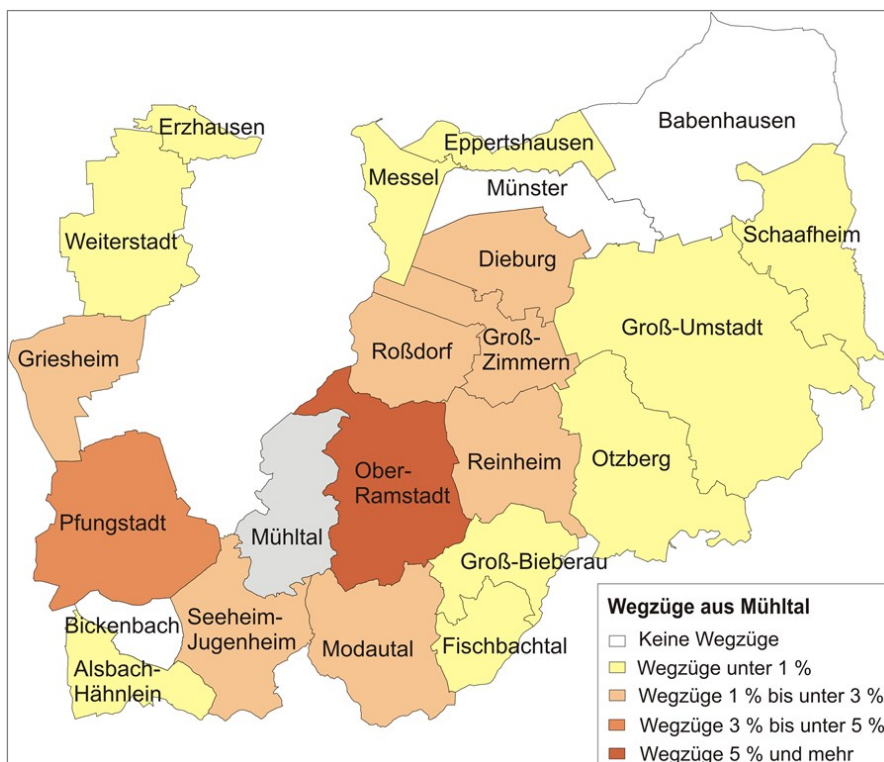 Babenhausen
Erzhausen
Eppertshausen
Messel
Münster
Schaafheim
Weiterstadt
Dieburg
Groß-Umstadt
Griesheim
Roßdorf
Groß-
Zimmern
Reinheim
Otzberg
Ober-
Ramstadt
Pfungstadt
Mühltal
Groß-Bieberau
Bickenbach
Seeheim-
Jugenheim
Modautal
Fischbachtal
Alsbach-
Hähnlein
Wegzüge aus Mühltal
Keine Wegzüge
Wegzüge unter 1 %
Wegzüge 1 % bis unter 3 %
Wegzüge 3 % bis unter 5 %
Wegzüge 5 % und mehr